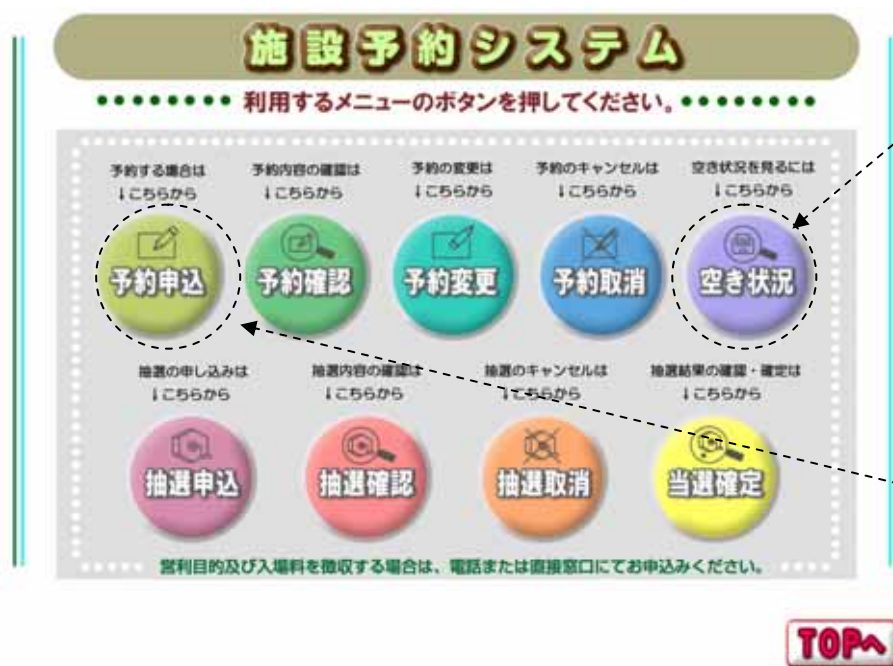 施設予約システム
利用するメニューのボタンを押してください。
予約する場合は
↓こちらから
予約申込
予約内容の確認は
↓こちらから
予約確認
予約の変更は
↓こちらから
予約変更
予約のキャンセルは
↓こちらから
予約取消
空き状況を見るには
↓こちらから
空き状況
抽選の申し込みは
↓こちらから
抽選申込
抽選内容の確認は
↓こちらから
抽選確認
抽選のキャンセルは
↓こちらから
抽選取消
抽選結果の確認・確定は
↓こちらから
当選確定
営利目的及び入場料を徴収する場合は、電話または直接窓口にてお申込みください。
TOPへ